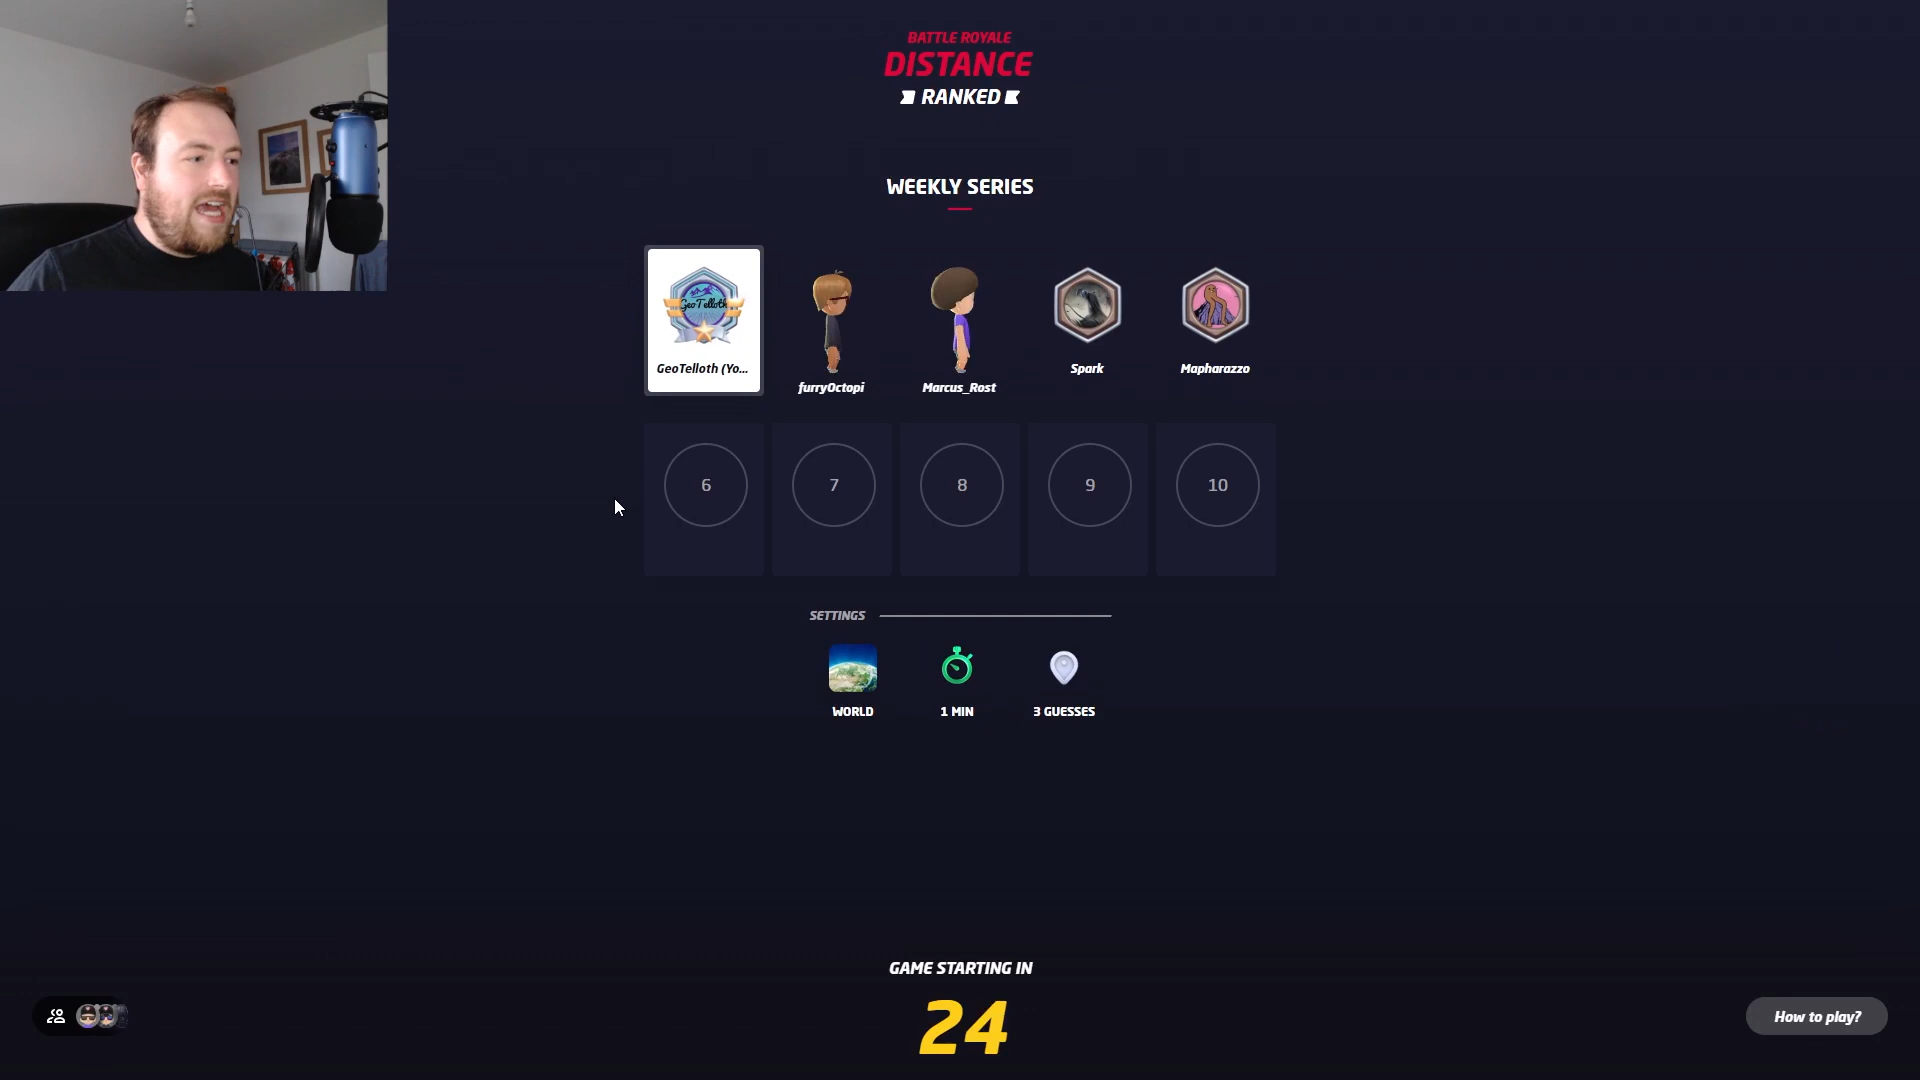 BATTLE ROYALE
DISTANCE
RANKED
WEEKLY SERIES
GeoTelloth
GeoTelloth (Yo...
furryOctopi
Marcus_Rost
Spark
Mapharazzo
6 7 8 9 10
SETTINGS
WORLD 1 MIN 3 GUESSES
GAME STARTING IN
24
How to play?